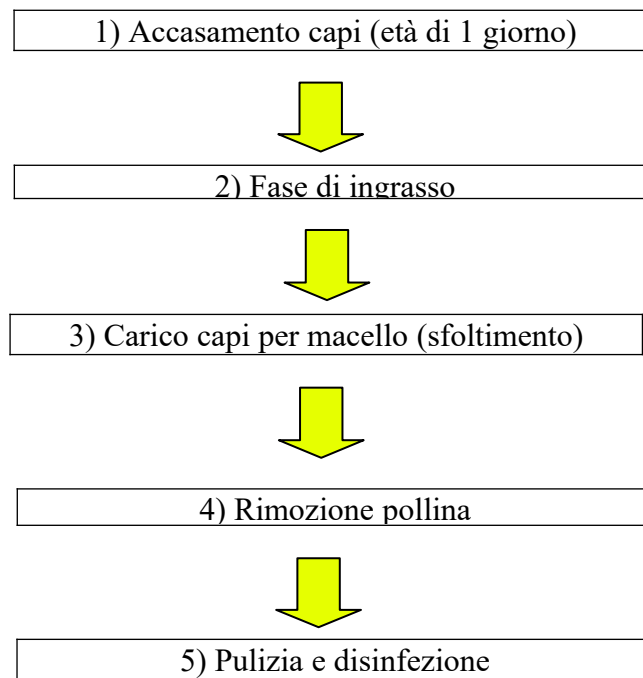 1) Accasamento capi (età di 1 giorno)
2) Fase di ingrasso
3) Carico capi per macello (sfoltimento)
4) Rimozione pollina
5) Pulizia e disinfezione